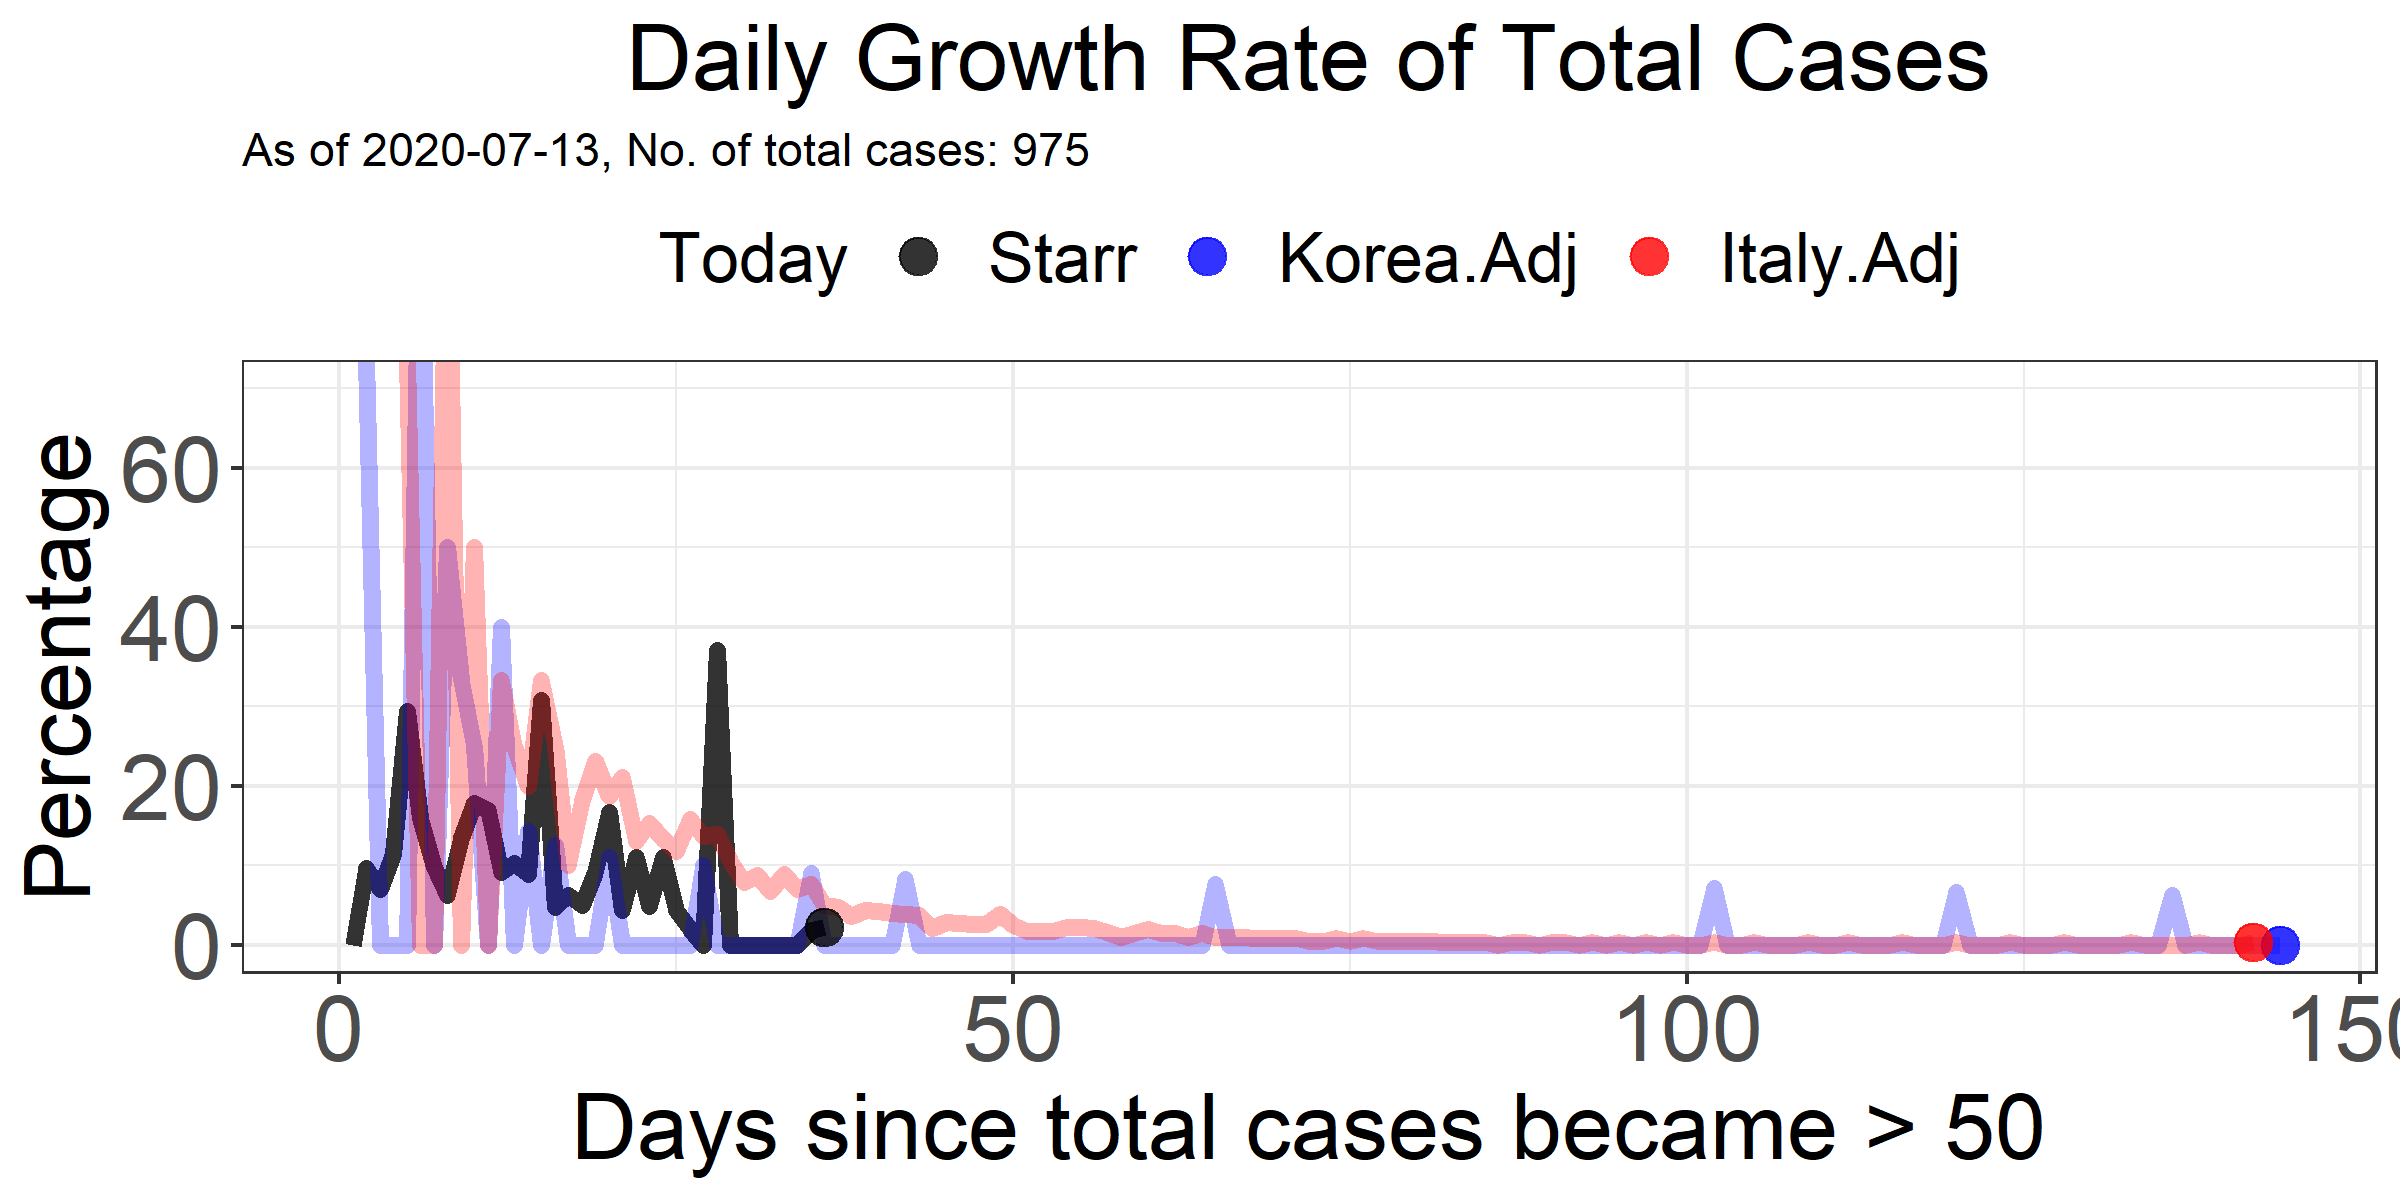 Daily Growth Rate of Total Cases
As of 2020-07-13, No. of total cases: 975
Today Starr Korea.Adj Italy.Adj
Percentage
60
40
20
0
0 50 100 150
Days since total cases became > 50